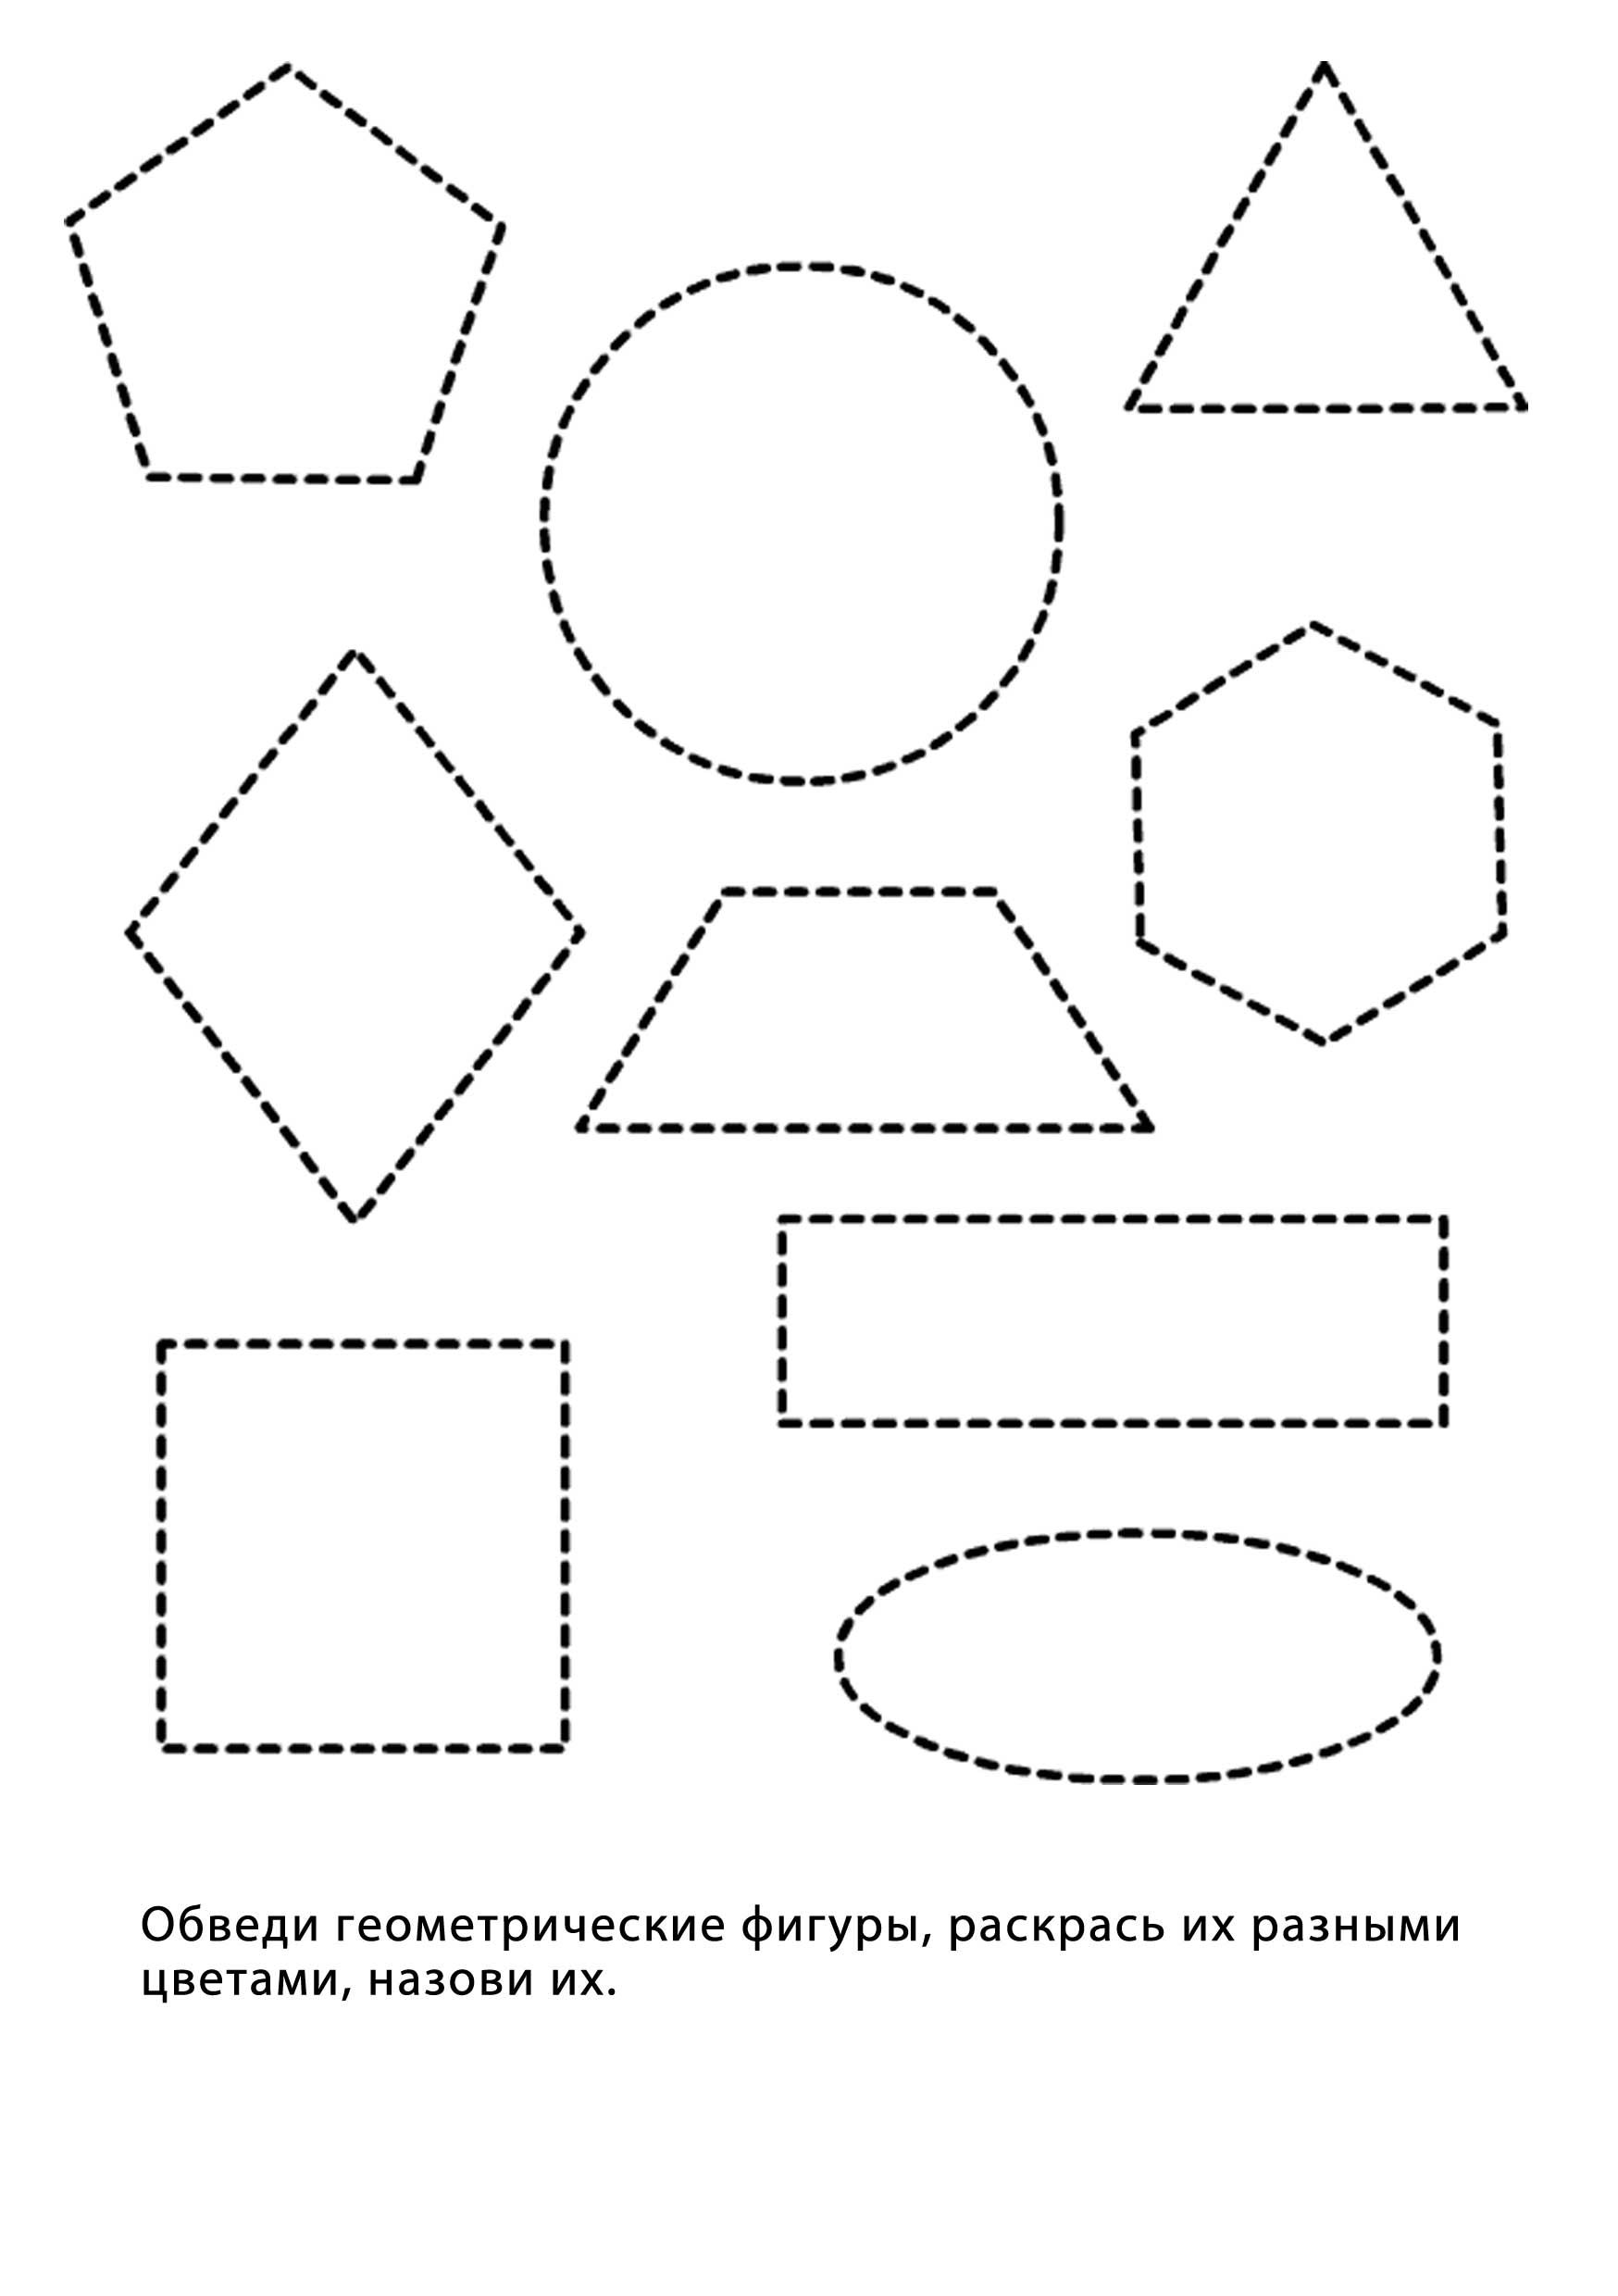 Обведи геометрические фигуры, раскрась их разными
цветами, назови их.